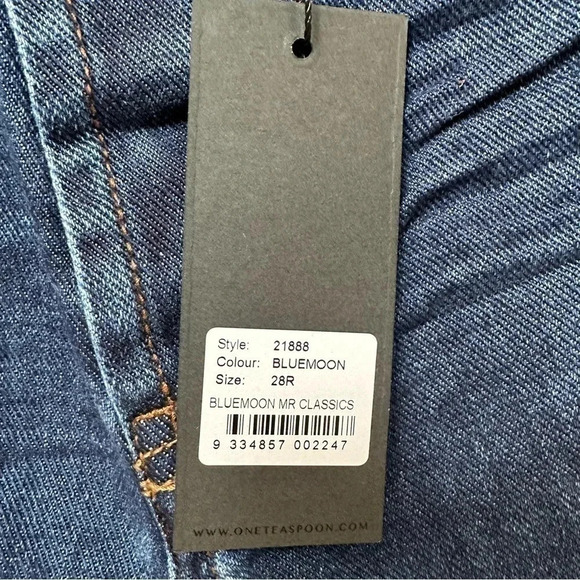 Style: 21888
Colour: BLUEMOON
Size: 28R
BLUEMOON MR CLASSICS
9 334857 002247
WWW.ONETEASPOON.COM